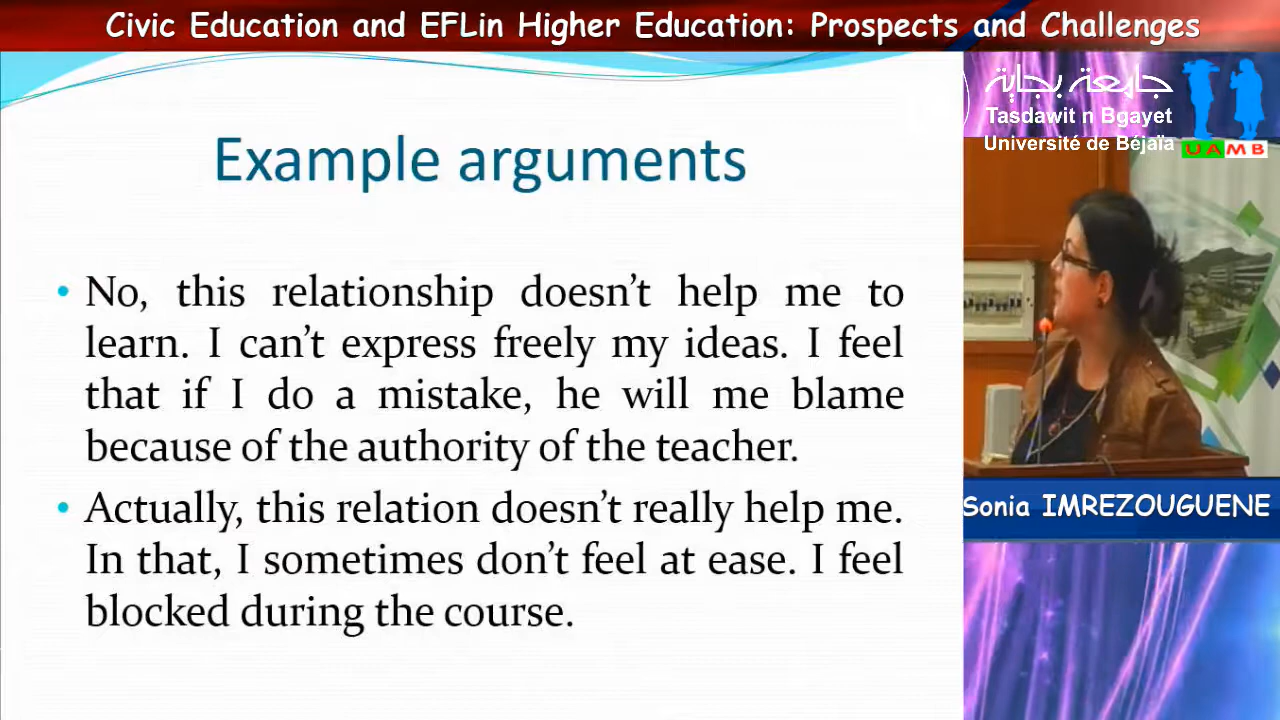 Civic Education and EFLin Higher Education: Prospects and Challenges
جامعة بجاية
Tasdawit n Bgayet
Université de Béjaïa
UAMB
Example arguments
• No, this relationship doesn’t help me to
learn. I can’t express freely my ideas. I feel
that if I do a mistake, he will me blame
because of the authority of the teacher.
• Actually, this relation doesn’t really help me.
In that, I sometimes don’t feel at ease. I feel
blocked during the course.
Sonia IMREZOUGUENE